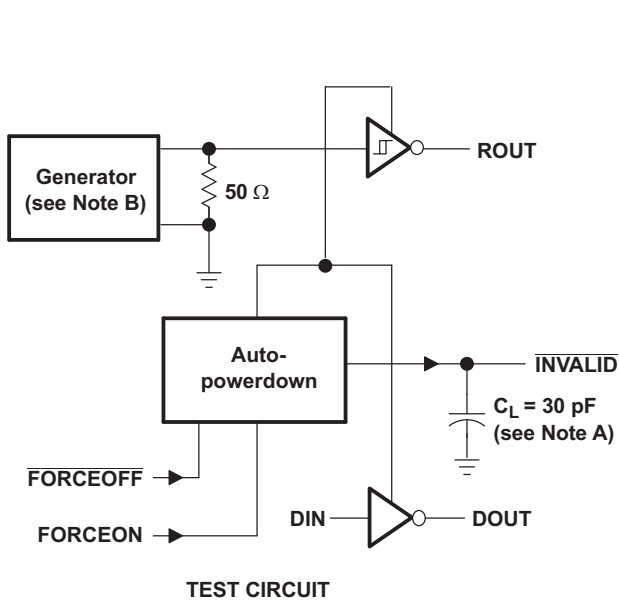 ROUT
Generator
(see Note B)
50 Ω
Auto-
powerdown
INVALID
C_L = 30 pF
(see Note A)
FORCEOFF
FORCEON
DIN
DOUT
TEST CIRCUIT